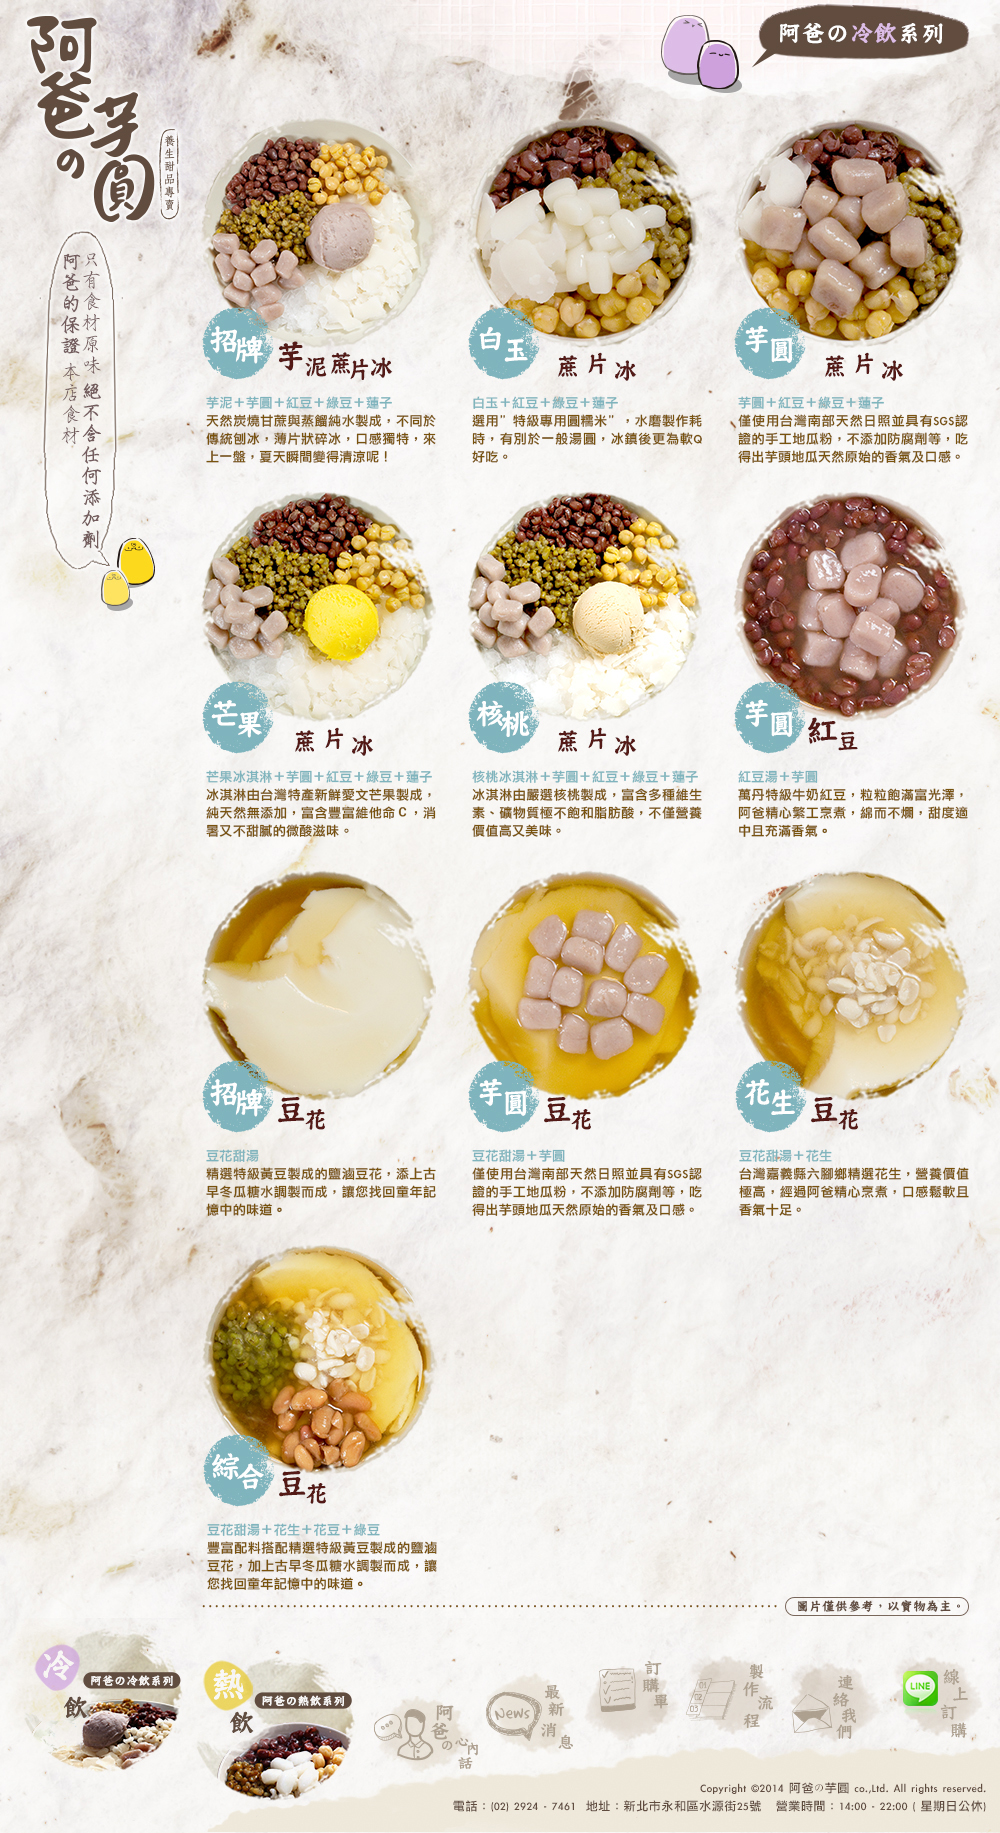 阿爸の芋圓
養生甜品專賣
阿爸の冷飲系列
只有食材原味 絕不含任何添加劑
阿爸的保證 本店食材
招牌 芋泥蔗片冰
芋泥＋芋圓＋紅豆＋綠豆＋蓮子
天然炭燒甘蔗與蒸餾純水製成，不同於
傳統刨冰，薄片狀碎冰，口感獨特，來
上一盤，夏天瞬間變得清涼呢！
白玉 蔗片冰
白玉＋紅豆＋綠豆＋蓮子
選用”特級專用圓糯米”，水磨製作耗
時，有別於一般湯圓，冰鎮後更為軟Q
好吃。
芋圓 蔗片冰
芋圓＋紅豆＋綠豆＋蓮子
僅使用台灣南部天然日照並具有SGS認
證的手工地瓜粉，不添加防腐劑等，吃
得出芋頭地瓜天然原始的香氣及口感。
芒果 蔗片冰
芒果冰淇淋＋芋圓＋紅豆＋綠豆＋蓮子
冰淇淋由台灣特產新鮮愛文芒果製成，
純天然無添加，富含豐富維他命Ｃ，消
暑又不甜膩的微酸滋味。
核桃 蔗片冰
核桃冰淇淋＋芋圓＋紅豆＋綠豆＋蓮子
冰淇淋由嚴選核桃製成，富含多種維生
素、礦物質極不飽和脂肪酸，不僅營養
價值高又美味。
芋圓 紅豆
紅豆湯＋芋圓
萬丹特級牛奶紅豆，粒粒飽滿富光澤，
阿爸精心繁工烹煮，綿而不爛，甜度適
中且充滿香氣。
招牌 豆花
豆花甜湯
精選特級黃豆製成的鹽滷豆花，添上古
早冬瓜糖水調製而成，讓您找回童年記
憶中的味道。
芋圓 豆花
豆花甜湯＋芋圓
僅使用台灣南部天然日照並具有SGS認
證的手工地瓜粉，不添加防腐劑等，吃
得出芋頭地瓜天然原始的香氣及口感。
花生 豆花
豆花甜湯＋花生
台灣嘉義縣六腳鄉精選花生，營養價值
極高，經過阿爸精心烹煮，口感鬆軟且
香氣十足。
綜合 豆花
豆花甜湯＋花生＋花豆＋綠豆
豐富配料搭配精選特級黃豆製成的鹽滷
豆花，加上古早冬瓜糖水調製而成，讓
您找回童年記憶中的味道。
圖片僅供參考，以實物為主。
冷飲
阿爸の冷飲系列
熱飲
阿爸の熱飲系列
阿爸の心內話
News
最新消息
訂購單
01
02
03
製作流程
連絡我們
LINE
線上訂購
Copyright ©2014 阿爸の芋圓 co.,Ltd. All rights reserved.
電話：(02) 2924 - 7461 地址：新北市永和區水源街25號 營業時間：14:00 - 22:00 ( 星期日公休)